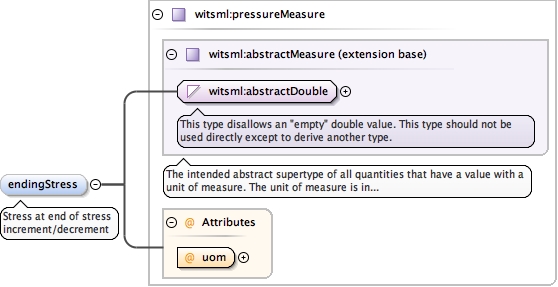 witsml:pressureMeasure
witsml:abstractMeasure (extension base)
witsml:abstractDouble
This type disallows an "empty" double value. This type should not be
used directly except to derive another type.
The intended abstract supertype of all quantities that have a value with a
unit of measure. The unit of measure is in...
endingStress
Stress at end of stress
increment/decrement
@ Attributes
@ uom